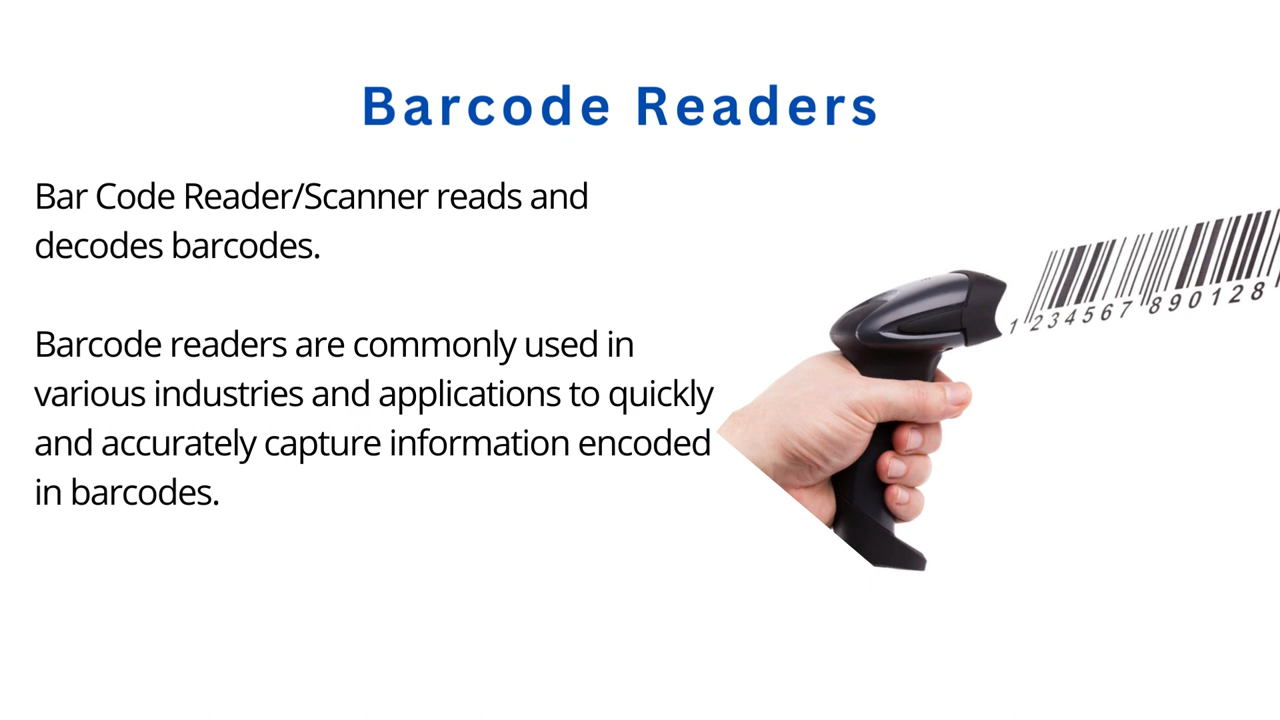 Barcode Readers
Bar Code Reader/Scanner reads and
decodes barcodes.
Barcode readers are commonly used in
various industries and applications to quickly
and accurately capture information encoded
in barcodes.
1 234567 890128